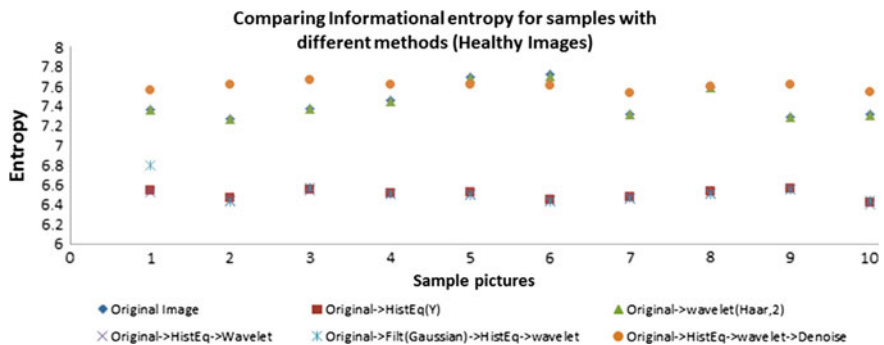 Comparing Informational entropy for samples with
different methods (Healthy Images)
8
7.8
7.6
7.4
7.2
7
6.8
6.6
6.4
6.2
6
Entropy
0 1 2 3 4 5 6 7 8 9 10
Sample pictures
Original Image Original->HistEq(Y) Original->wavelet(Haar,2)
Original->HistEq->Wavelet Original->Filt(Gaussian)->HistEq->wavelet Original->HistEq->wavelet->Denoise